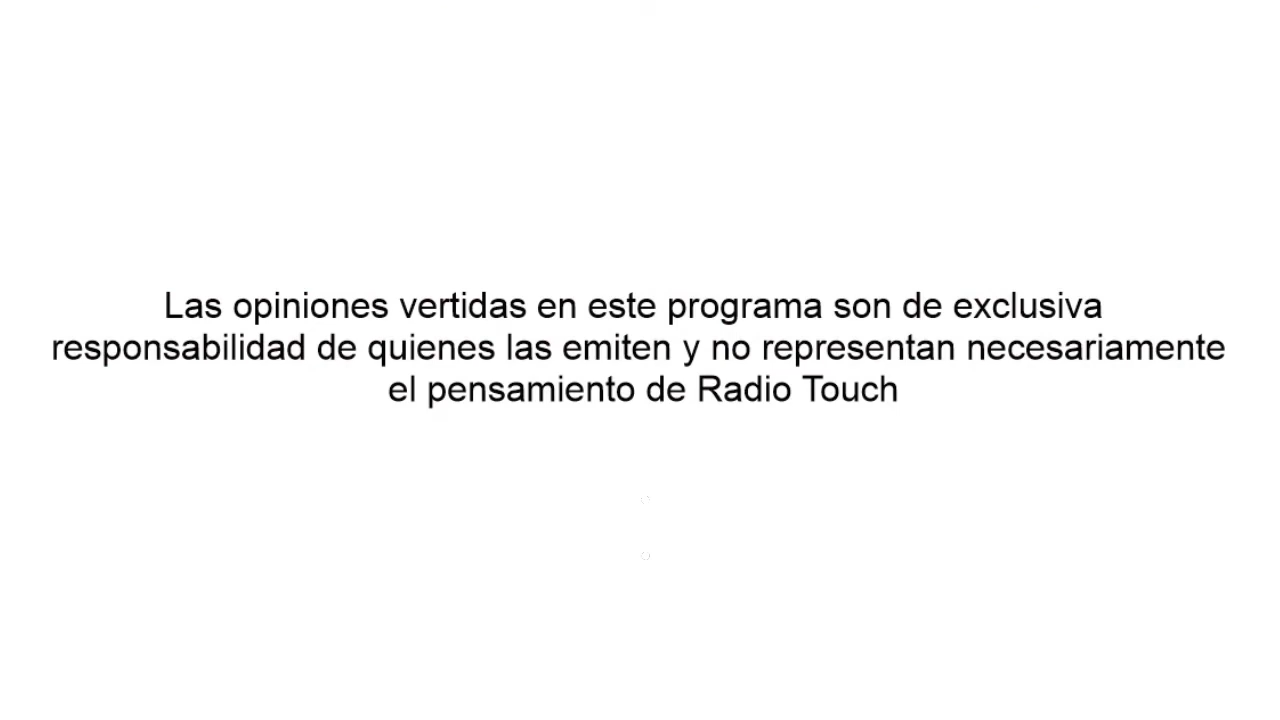 Las opiniones vertidas en este programa son de exclusiva
responsabilidad de quienes las emiten y no representan necesariamente
el pensamiento de Radio Touch